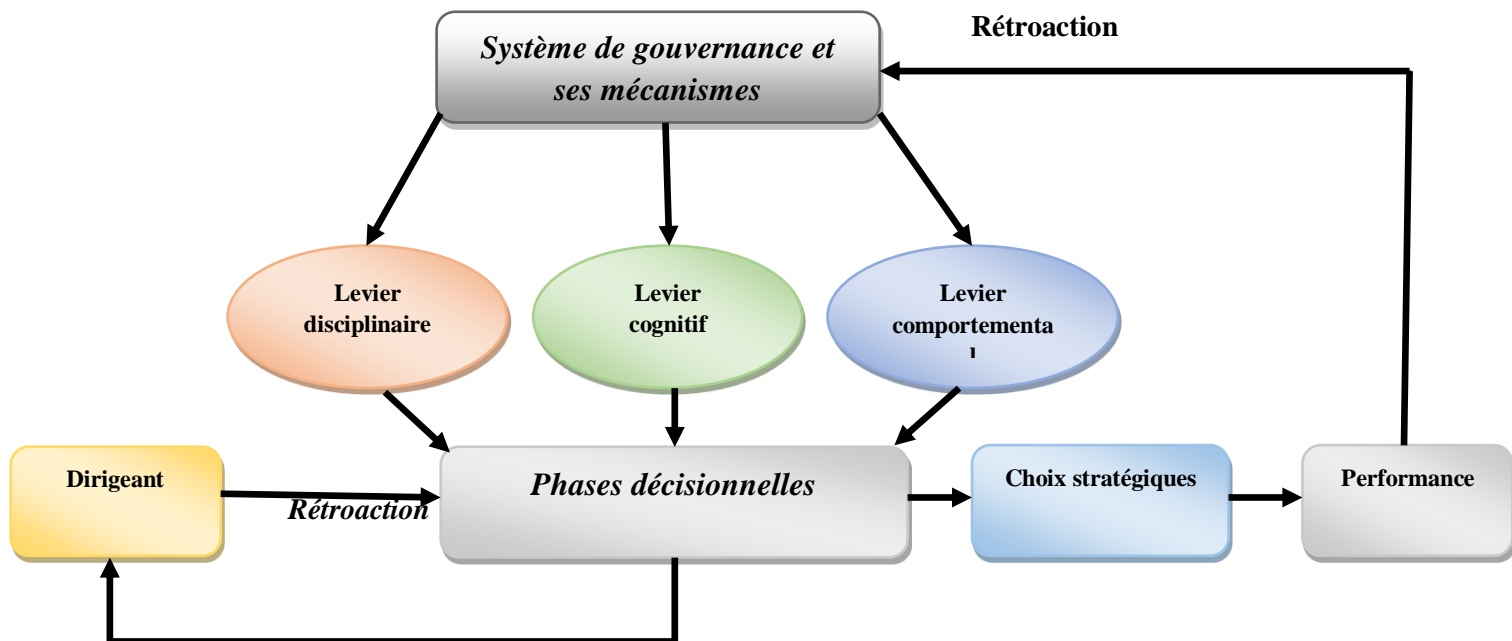 Rétroaction
Système de gouvernance et
ses mécanismes
Levier
disciplinaire
Levier
cognitif
Levier
comportementa
l
Dirigeant
Rétroaction
Phases décisionnelles
Choix stratégiques
Performance